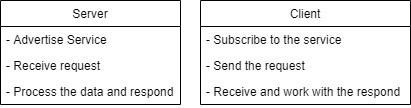 Server
- Advertise Service
- Receive request
- Process the data and respond
Client
- Subscribe to the service
- Send the request
- Receive and work with the respond